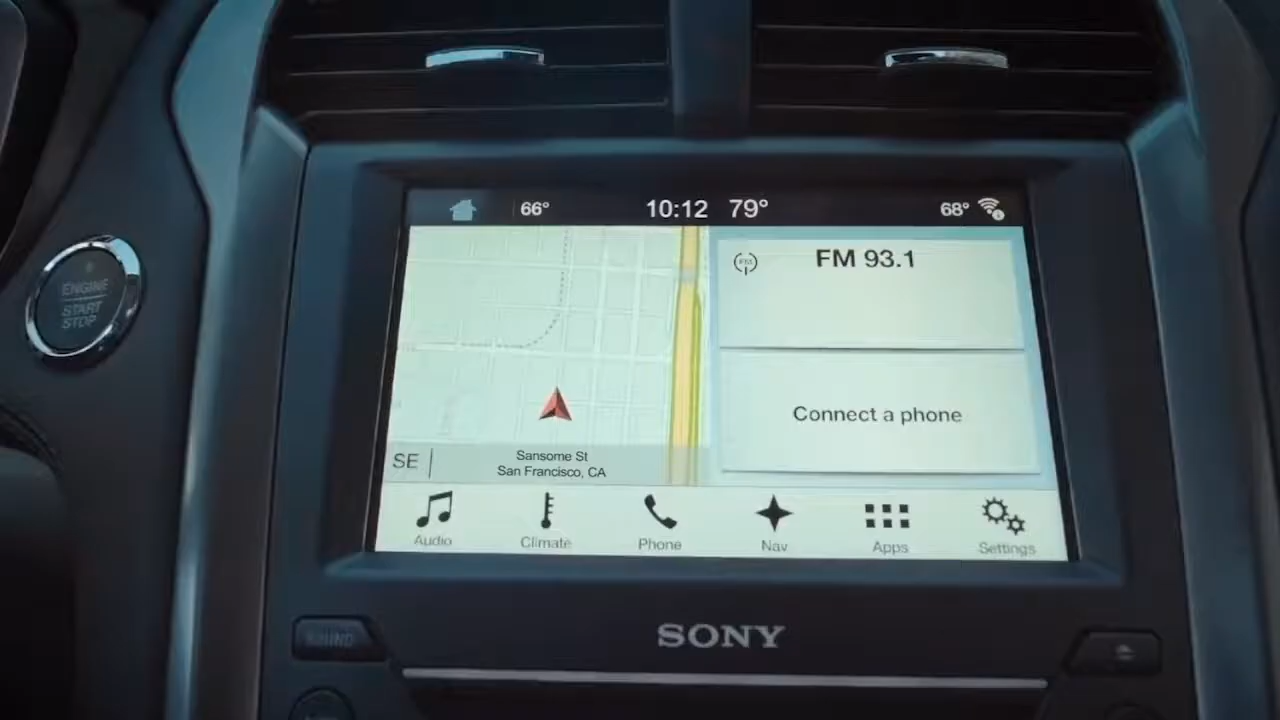 66° 10:12 79° 68°
FM 93.1
Connect a phone
SE
Sansome St
San Francisco, CA
Audio Climate Phone Nav Apps Settings
ENGINE
START
STOP
SONY
SOUND